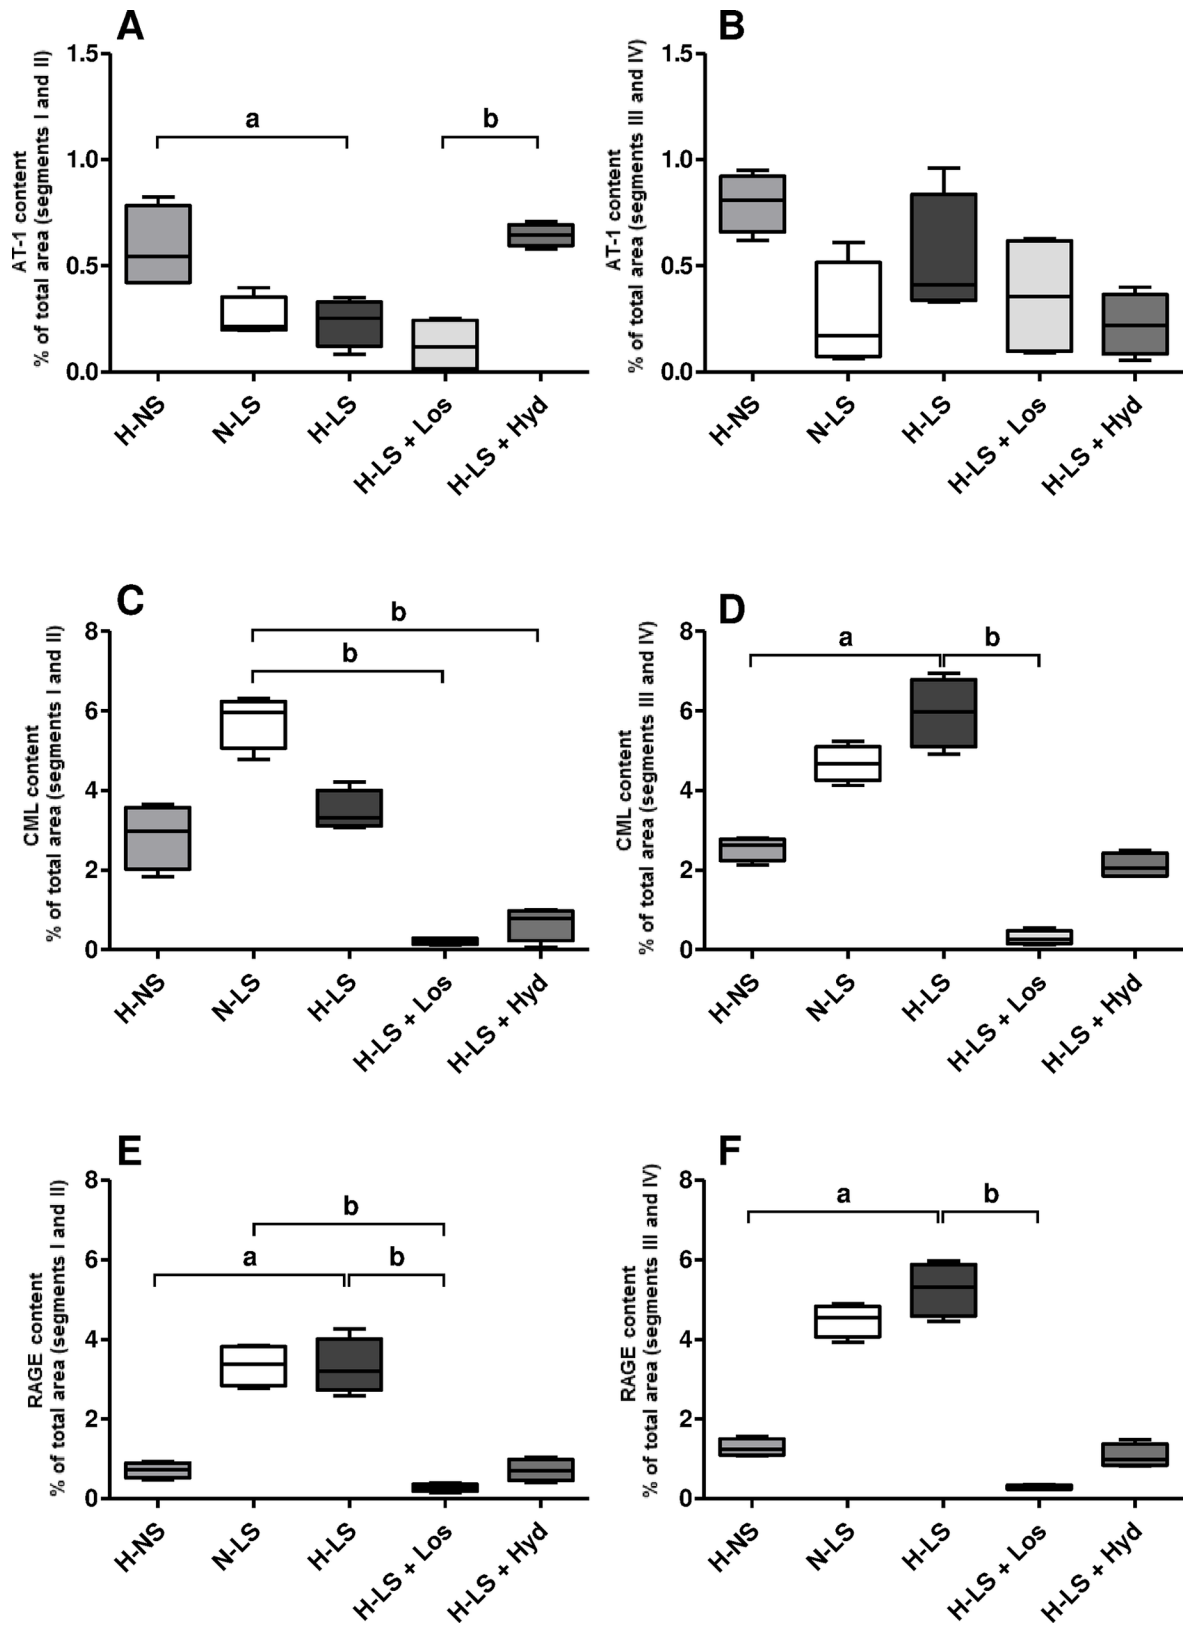 A
AT-1 content
% of total area (segments I and II)
1.5
1.0
0.5
0.0
a
b
H-NS
N-LS
H-LS
H-LS + Los
H-LS + Hyd
B
AT-1 content
% of total area (segments III and IV)
1.5
1.0
0.5
0.0
H-NS
N-LS
H-LS
H-LS + Los
H-LS + Hyd
C
CML content
% of total area (segments I and II)
8
6
4
2
0
b
b
H-NS
N-LS
H-LS
H-LS + Los
H-LS + Hyd
D
CML content
% of total area (segments III and IV)
8
6
4
2
0
a
b
H-NS
N-LS
H-LS
H-LS + Los
H-LS + Hyd
E
RAGE content
% of total area (segments I and II)
8
6
4
2
0
b
a
b
H-NS
N-LS
H-LS
H-LS + Los
H-LS + Hyd
F
RAGE content
% of total area (segments III and IV)
8
6
4
2
0
a
b
H-NS
N-LS
H-LS
H-LS + Los
H-LS + Hyd